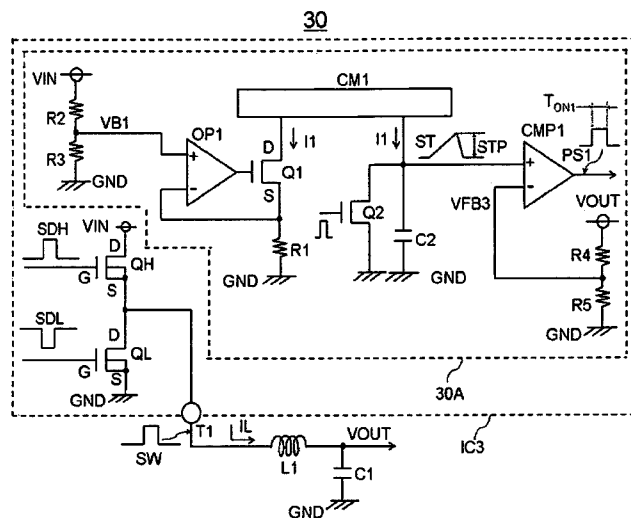 30
VIN
R2
VB1
R3
GND
OP1
CM1
D
I1
Q1
S
R1
GND
I1
ST
STP
Q2
C2
GND
CMP1
TON1
PS1
VFB3
VOUT
R4
R5
GND
SDH
VIN
D
QH
G
S
SDL
D
QL
G
S
GND
30A
IC3
T1
SW
IL
L1
VOUT
C1
GND